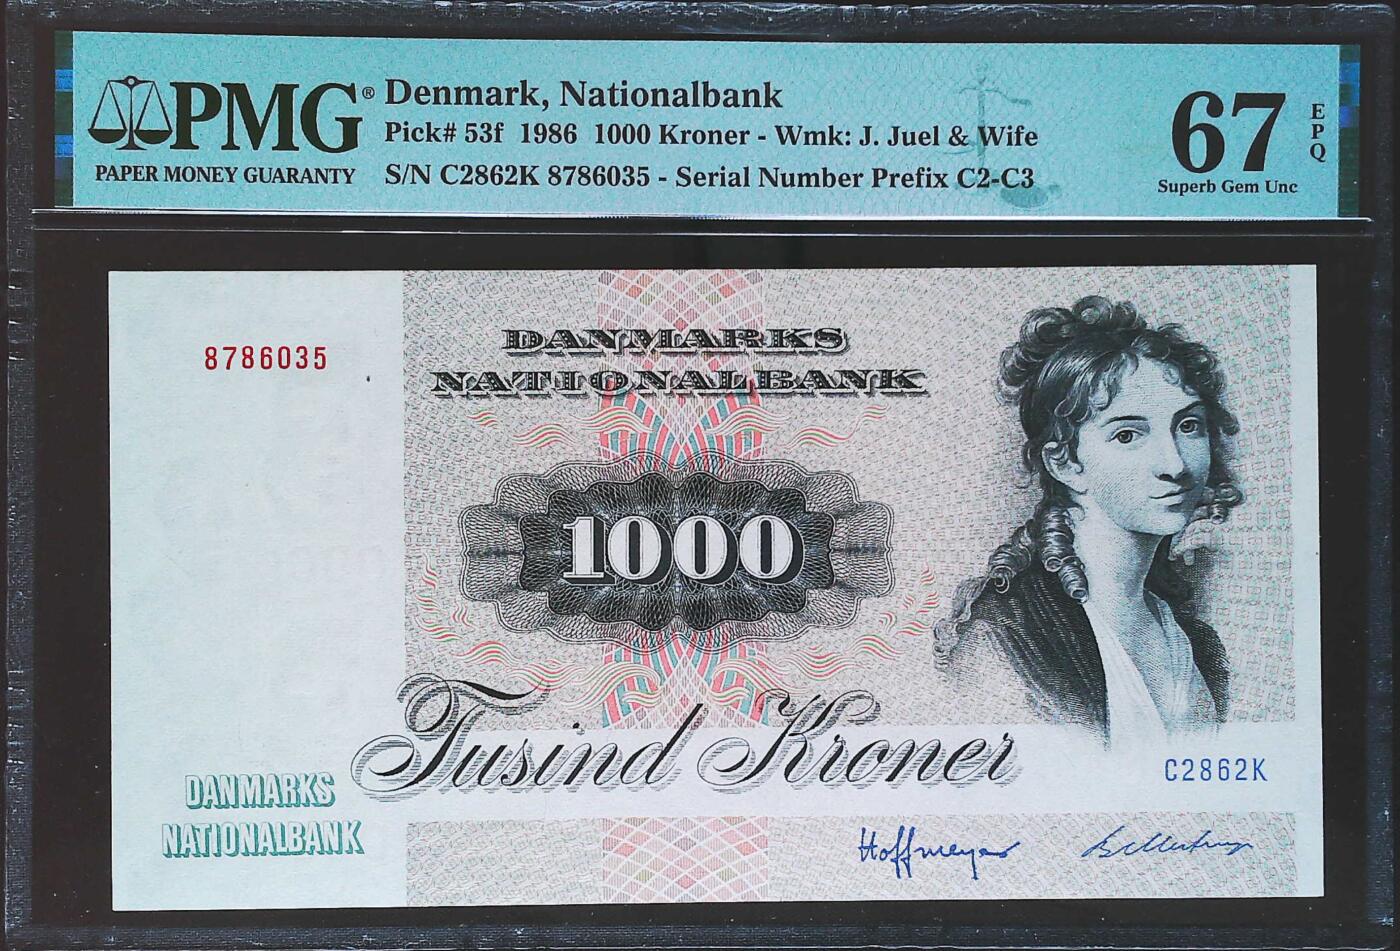 PMG®
PAPER MONEY GUARANTY
Denmark, Nationalbank
Pick# 53f 1986 1000 Kroner - Wmk: J. Juel & Wife
S/N C2862K 8786035 - Serial Number Prefix C2-C3
67
EPQ
Superb Gem Unc
8786035
DANMARKS
NATIONALBANK
1000
Tusind Kroner
C2862K
DANMARKS
NATIONALBANK
Hoffmeyer